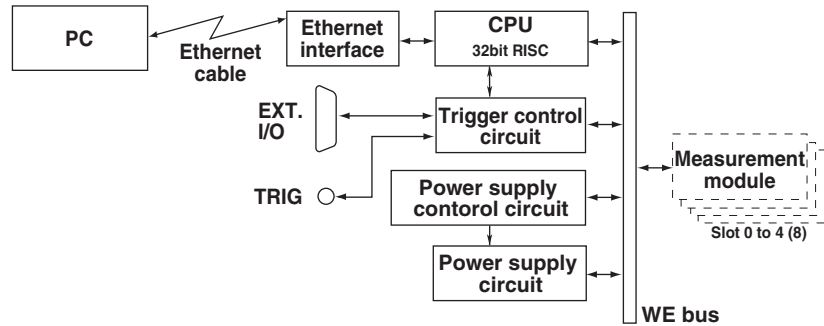 PC
Ethernet
cable
Ethernet
interface
CPU
32bit RISC
EXT.
I/O
Trigger control
circuit
TRIG
Power supply
contorol circuit
Power supply
circuit
Measurement
module
Slot 0 to 4 (8)
WE bus